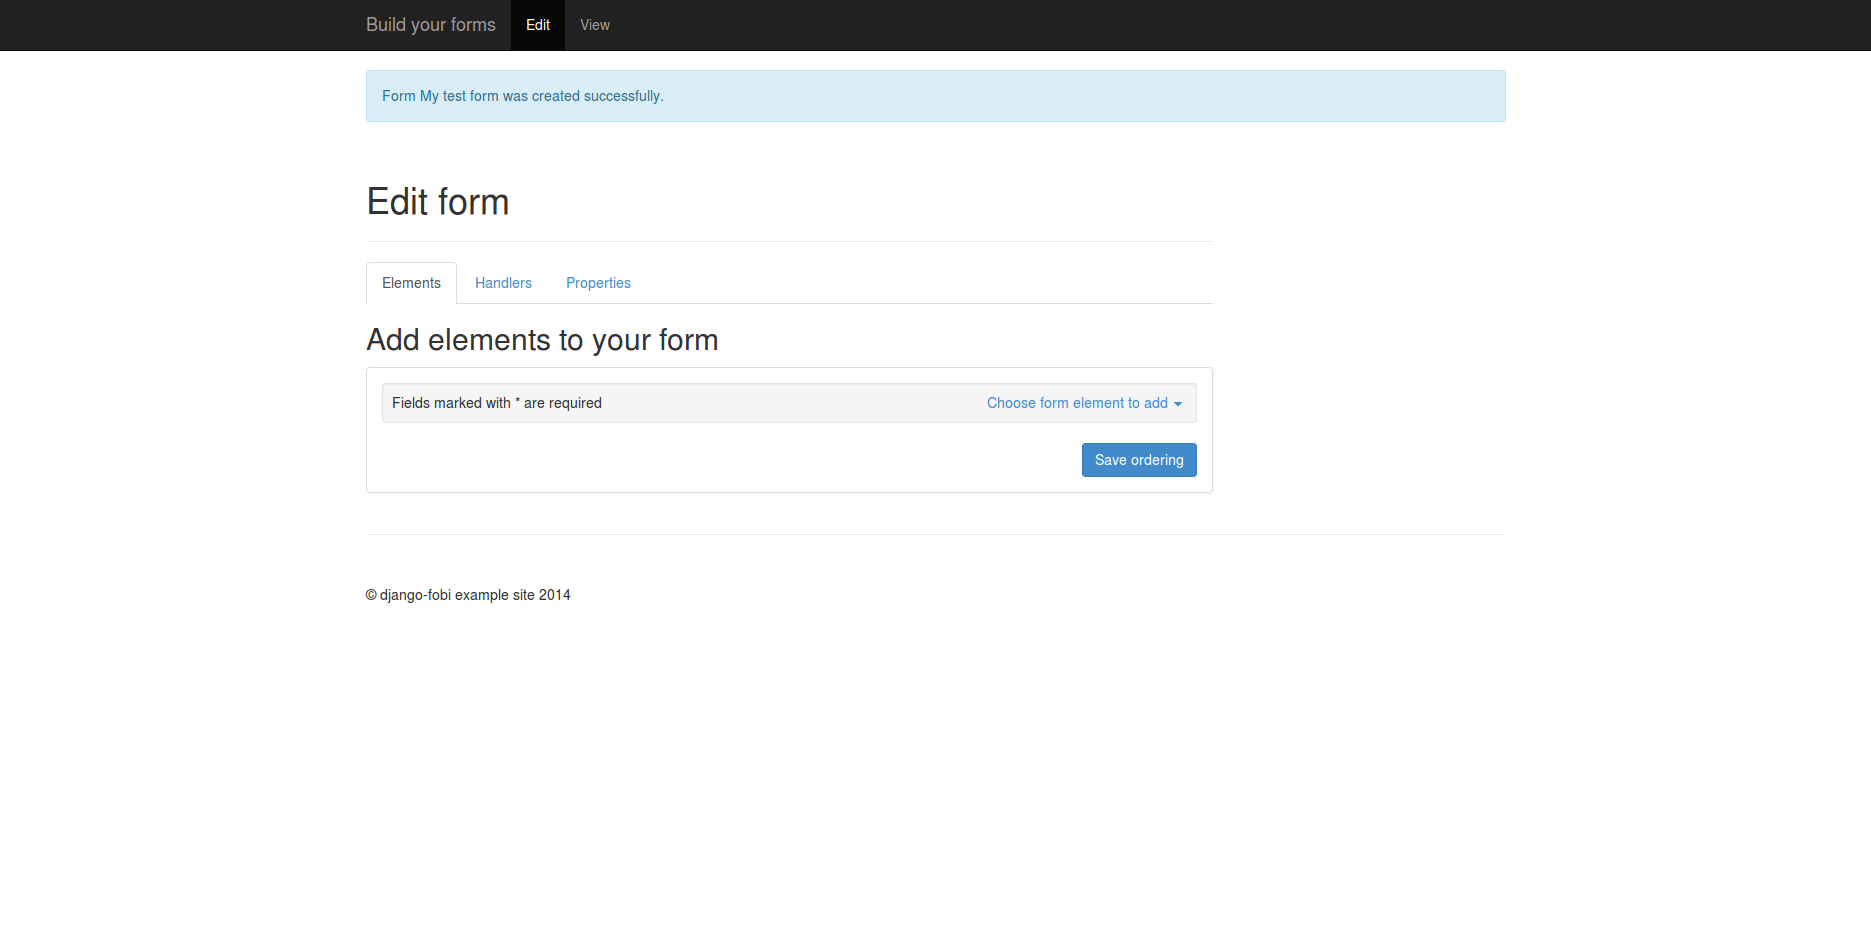 Build your forms Edit View
Form My test form was created successfully.
Edit form
Elements Handlers Properties
Add elements to your form
Fields marked with * are required Choose form element to add
Save ordering
© django-fobi example site 2014